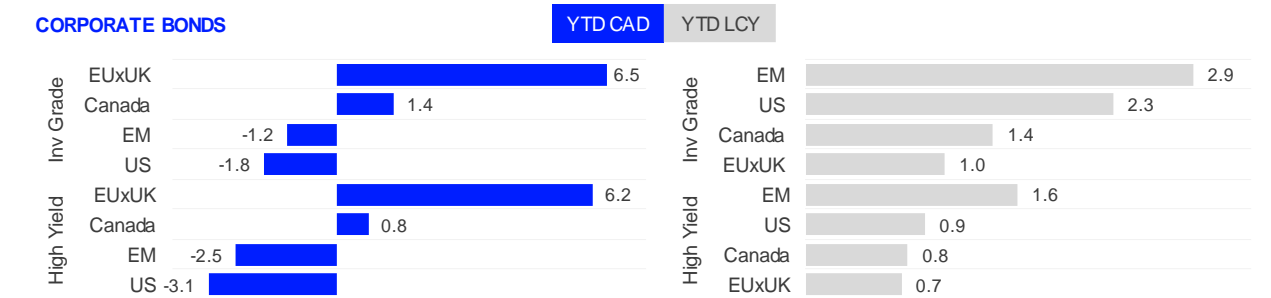 CORPORATE BONDS
YTD CAD YTD LCY
Inv Grade
EUxUK 6.5
Canada 1.4
EM -1.2
US -1.8
High Yield
EUxUK 6.2
Canada 0.8
EM -2.5
US -3.1
Inv Grade
EM 2.9
US 2.3
Canada 1.4
EUxUK 1.0
High Yield
EM 1.6
US 0.9
Canada 0.8
EUxUK 0.7